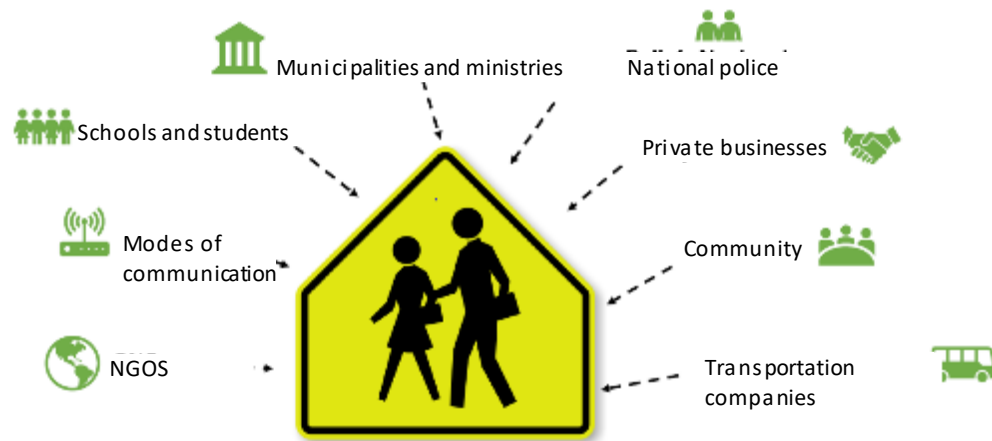 Municipalities and ministries
National police
Schools and students
Private businesses
Modes of
communication
Community
NGOS
Transportation
companies